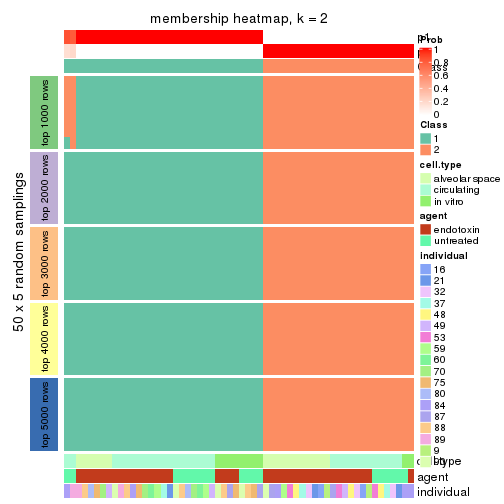 membership heatmap, k = 2
50 x 5 random samplings
top 1000 rows
top 2000 rows
top 3000 rows
top 4000 rows
top 5000 rows
agent
individual
Prob
1
0.8
0.6
0.4
0.2
0
Class
1
2
cell.type
alveolar space
circulating
in vitro
agent
endotoxin
untreated
individual
16
21
32
37
48
49
53
59
60
70
75
80
84
87
88
89
9